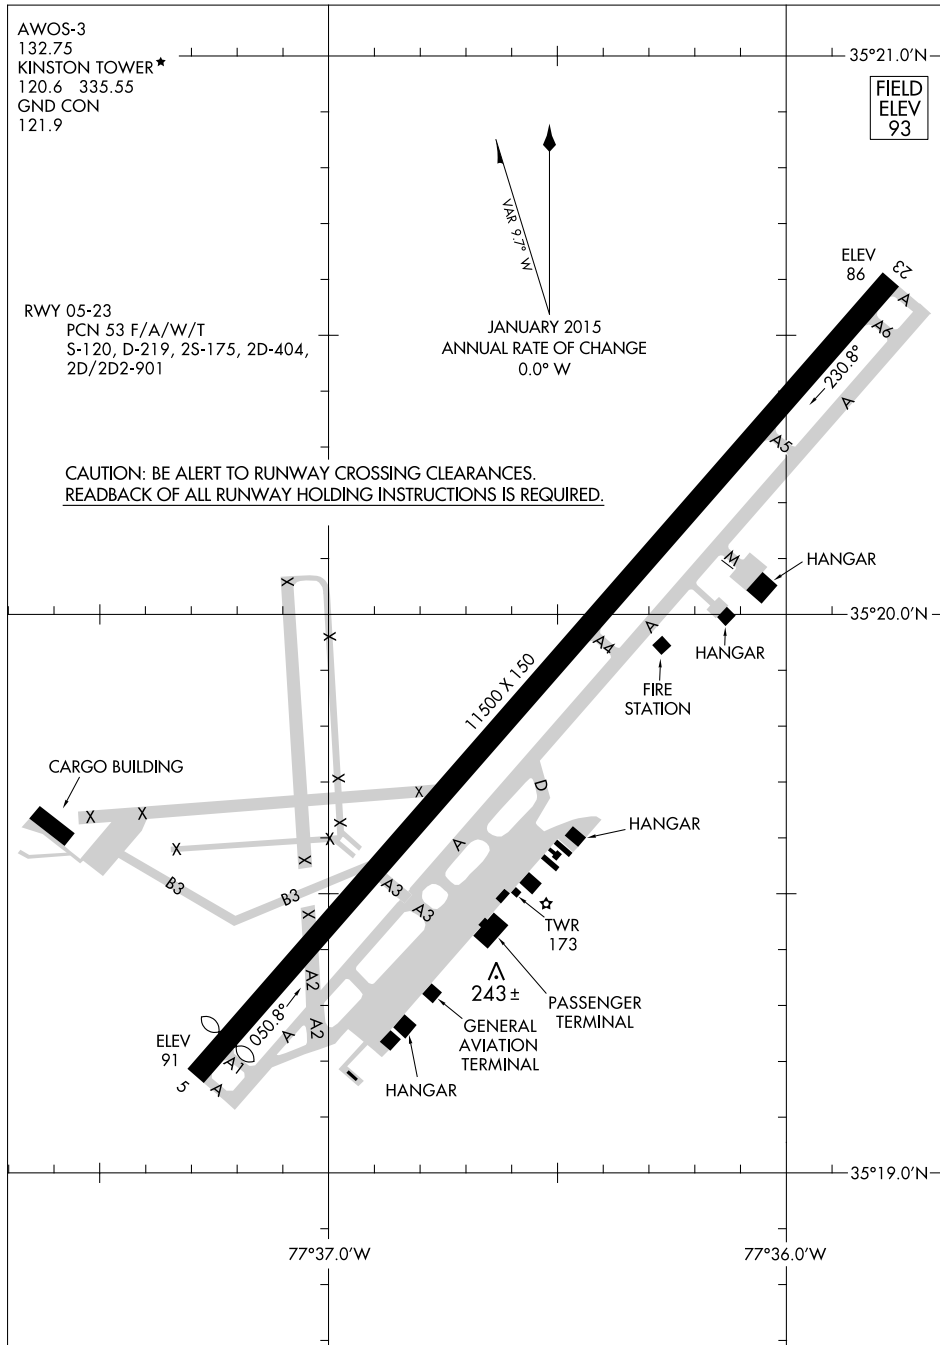 AWOS-3
132.75
KINSTON TOWER★
120.6 335.55
GND CON
121.9
35°21.0'N
FIELD
ELEV
93
VAR 9.7° W
JANUARY 2015
ANNUAL RATE OF CHANGE
0.0° W
ELEV
86
23
A
A6
230.8°
A
A5
RWY 05-23
PCN 53 F/A/W/T
S-120, D-219, 2S-175, 2D-404,
2D/2D2-901
CAUTION: BE ALERT TO RUNWAY CROSSING CLEARANCES.
READBACK OF ALL RUNWAY HOLDING INSTRUCTIONS IS REQUIRED.
M
HANGAR
X
35°20.0'N
X
A
A4
HANGAR
FIRE
STATION
11500 X 150
CARGO BUILDING
X
X
D
X
X
X
X
HANGAR
X
X
A
X
B3
B3
A3
A3
X
TWR
173
A2
243±
PASSENGER
TERMINAL
050.8°
A2
A
GENERAL
AVIATION
TERMINAL
ELEV
91
A1
5
A
HANGAR
35°19.0'N
77°37.0'W
77°36.0'W